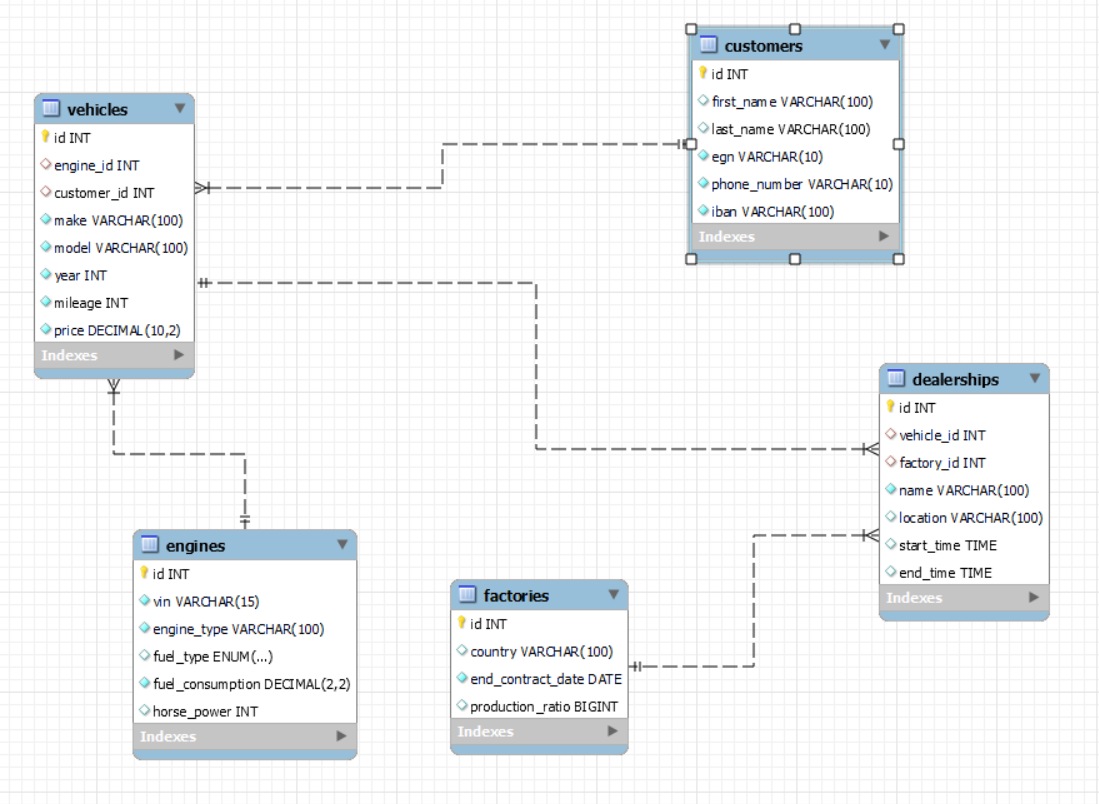 customers
id INT
first_name VARCHAR(100)
last_name VARCHAR(100)
egn VARCHAR(10)
phone_number VARCHAR(10)
iban VARCHAR(100)
Indexes
vehicles
id INT
engine_id INT
customer_id INT
make VARCHAR(100)
model VARCHAR(100)
year INT
mileage INT
price DECIMAL(10,2)
Indexes
dealerships
id INT
vehicle_id INT
factory_id INT
name VARCHAR(100)
location VARCHAR(100)
start_time TIME
end_time TIME
Indexes
engines
id INT
vin VARCHAR(15)
engine_type VARCHAR(100)
fuel_type ENUM(...)
fuel_consumption DECIMAL(2,2)
horse_power INT
Indexes
factories
id INT
country VARCHAR(100)
end_contract_date DATE
production_ratio BIGINT
Indexes